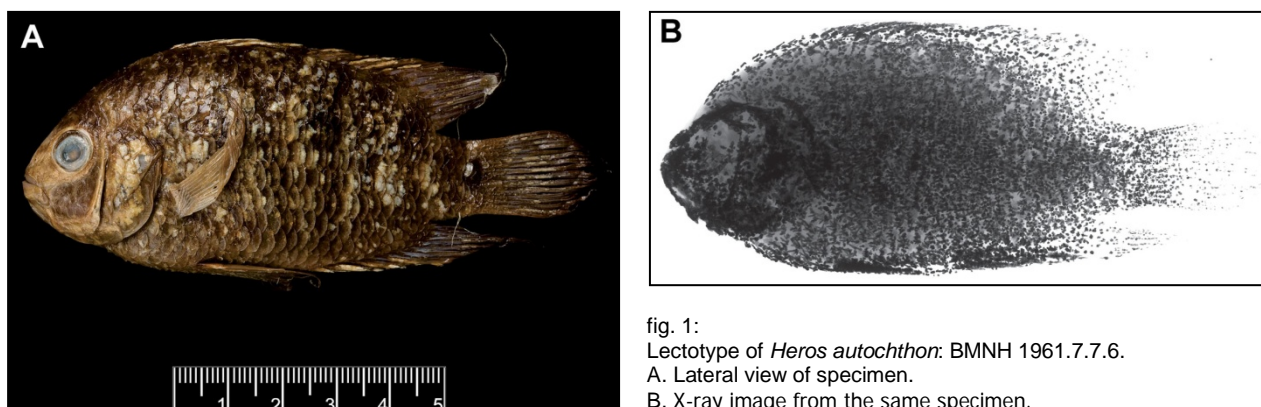 A
B
1 2 3 4 5
fig. 1:
Lectotype of Heros autochthon: BMNH 1961.7.7.6.
A. Lateral view of specimen.
B. X-ray image from the same specimen.